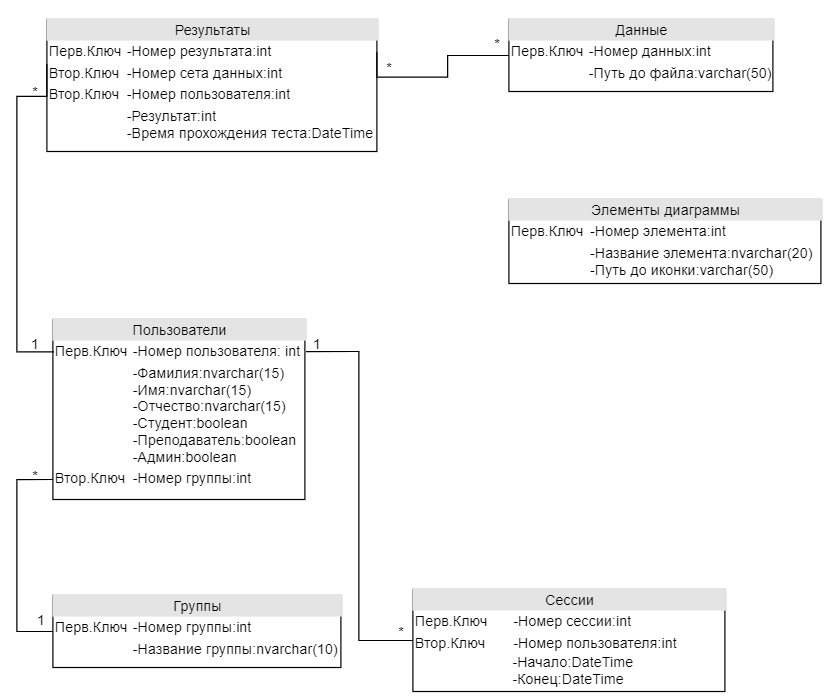 Результаты
Перв.Ключ -Номер результата:int
Втор.Ключ -Номер сета данных:int
Втор.Ключ -Номер пользователя:int
-Результат:int
-Время прохождения теста:DateTime
*
*
*
Данные
Перв.Ключ -Номер данных:int
-Путь до файла:varchar(50)
Элементы диаграммы
Перв.Ключ -Номер элемента:int
-Название элемента:nvarchar(20)
-Путь до иконки:varchar(50)
Пользователи
1
1
Перв.Ключ -Номер пользователя: int
-Фамилия:nvarchar(15)
-Имя:nvarchar(15)
-Отчество:nvarchar(15)
-Студент:boolean
-Преподаватель:boolean
-Админ:boolean
*
Втор.Ключ -Номер группы:int
Группы
1
Перв.Ключ -Номер группы:int
-Название группы:nvarchar(10)
Сессии
Перв.Ключ -Номер сессии:int
*
Втор.Ключ -Номер пользователя:int
-Начало:DateTime
-Конец:DateTime